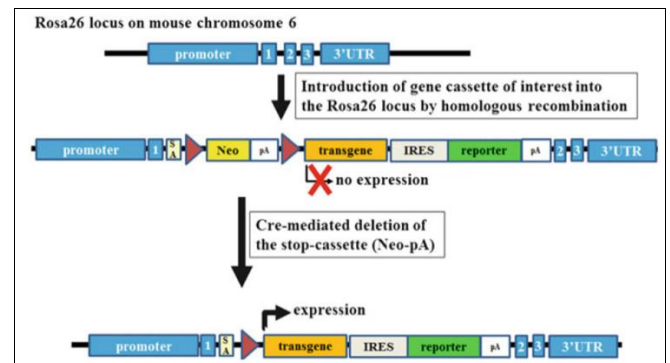 Rosa26 locus on mouse chromosome 6
promoter 1 2 3 3'UTR
Introduction of gene cassette of interest into
the Rosa26 locus by homologous recombination
promoter 1 SA Neo pA transgene IRES reporter pA 2 3 3'UTR
no expression
Cre-mediated deletion of
the stop-cassette (Neo-pA)
expression
promoter 1 SA transgene IRES reporter pA 2 3 3'UTR